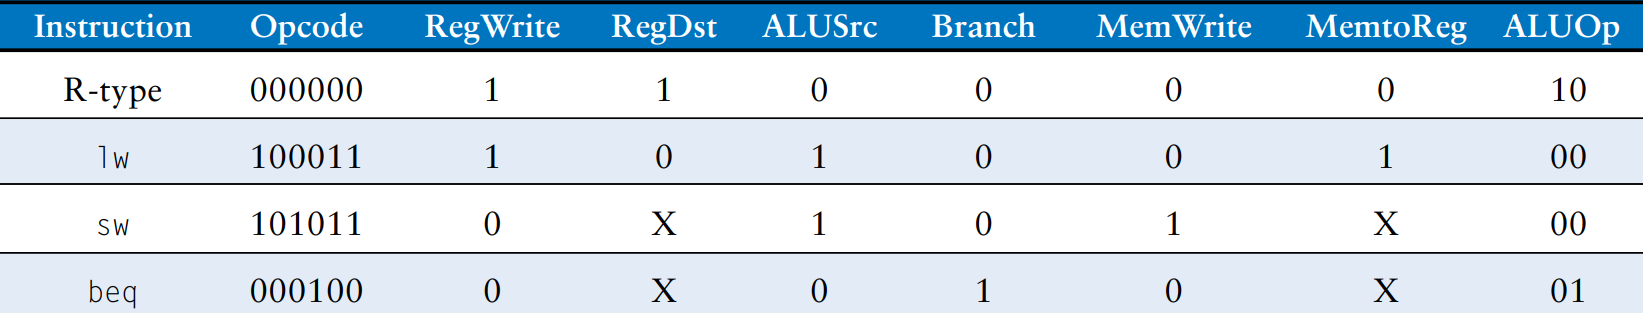 Instruction Opcode RegWrite RegDst ALUSrc Branch MemWrite MemtoReg ALUOp
R-type 000000 1 1 0 0 0 0 10
lw 100011 1 0 1 0 0 1 00
sw 101011 0 X 1 0 1 X 00
beq 000100 0 X 0 1 0 X 01